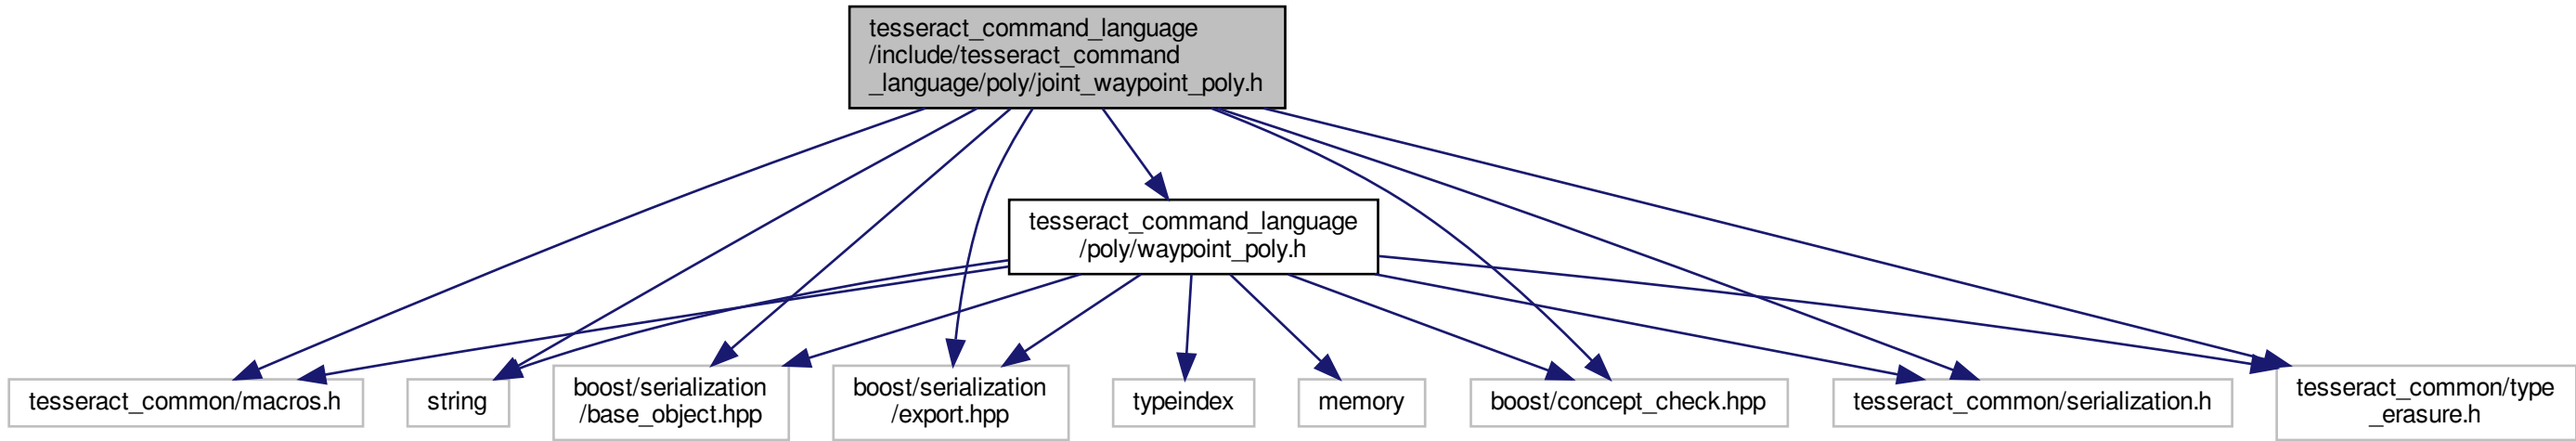 tesseract_command_language
/include/tesseract_command
_language/poly/joint_waypoint_poly.h
tesseract_command_language
/poly/waypoint_poly.h
tesseract_common/macros.h
string
boost/serialization
/base_object.hpp
boost/serialization
/export.hpp
typeindex
memory
boost/concept_check.hpp
tesseract_common/serialization.h
tesseract_common/type
_erasure.h